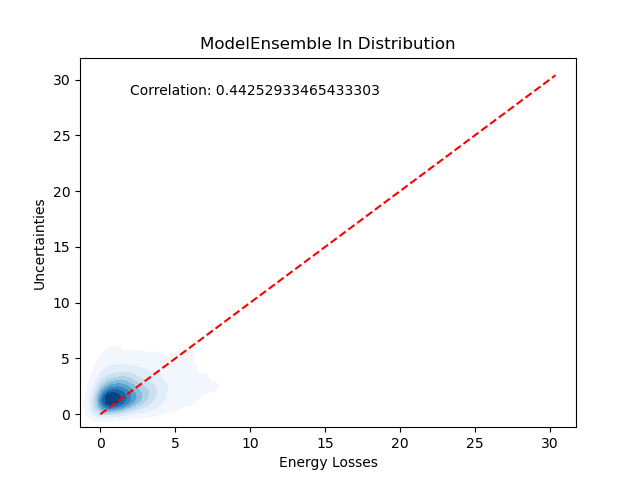 ModelEnsemble In Distribution
Correlation: 0.44252933465433303
30
25
20
15
10
5
0
Uncertainties
0 5 10 15 20 25 30
Energy Losses